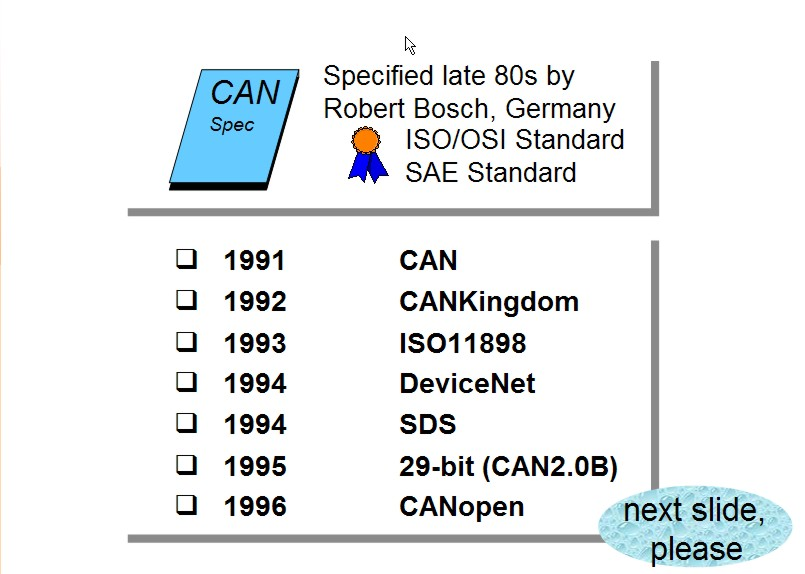 CAN
Spec
Specified late 80s by
Robert Bosch, Germany
ISO/OSI Standard
SAE Standard
❑ 1991 CAN
❑ 1992 CANKingdom
❑ 1993 ISO11898
❑ 1994 DeviceNet
❑ 1994 SDS
❑ 1995 29-bit (CAN2.0B)
❑ 1996 CANopen
next slide,
please